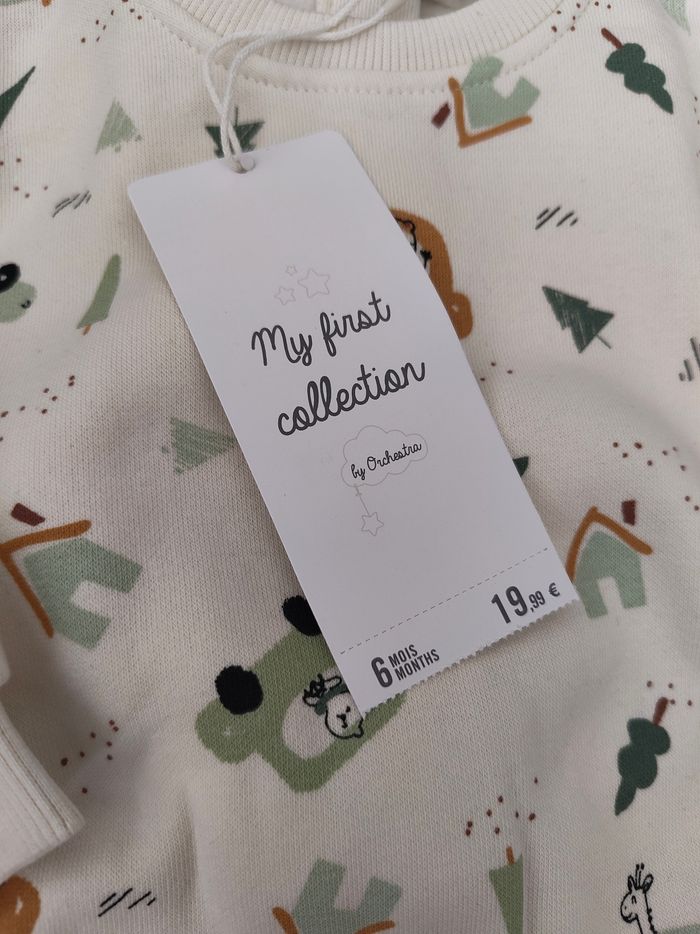 My first
collection
by Orchestra
19,99 €
6 MOIS
MONTHS